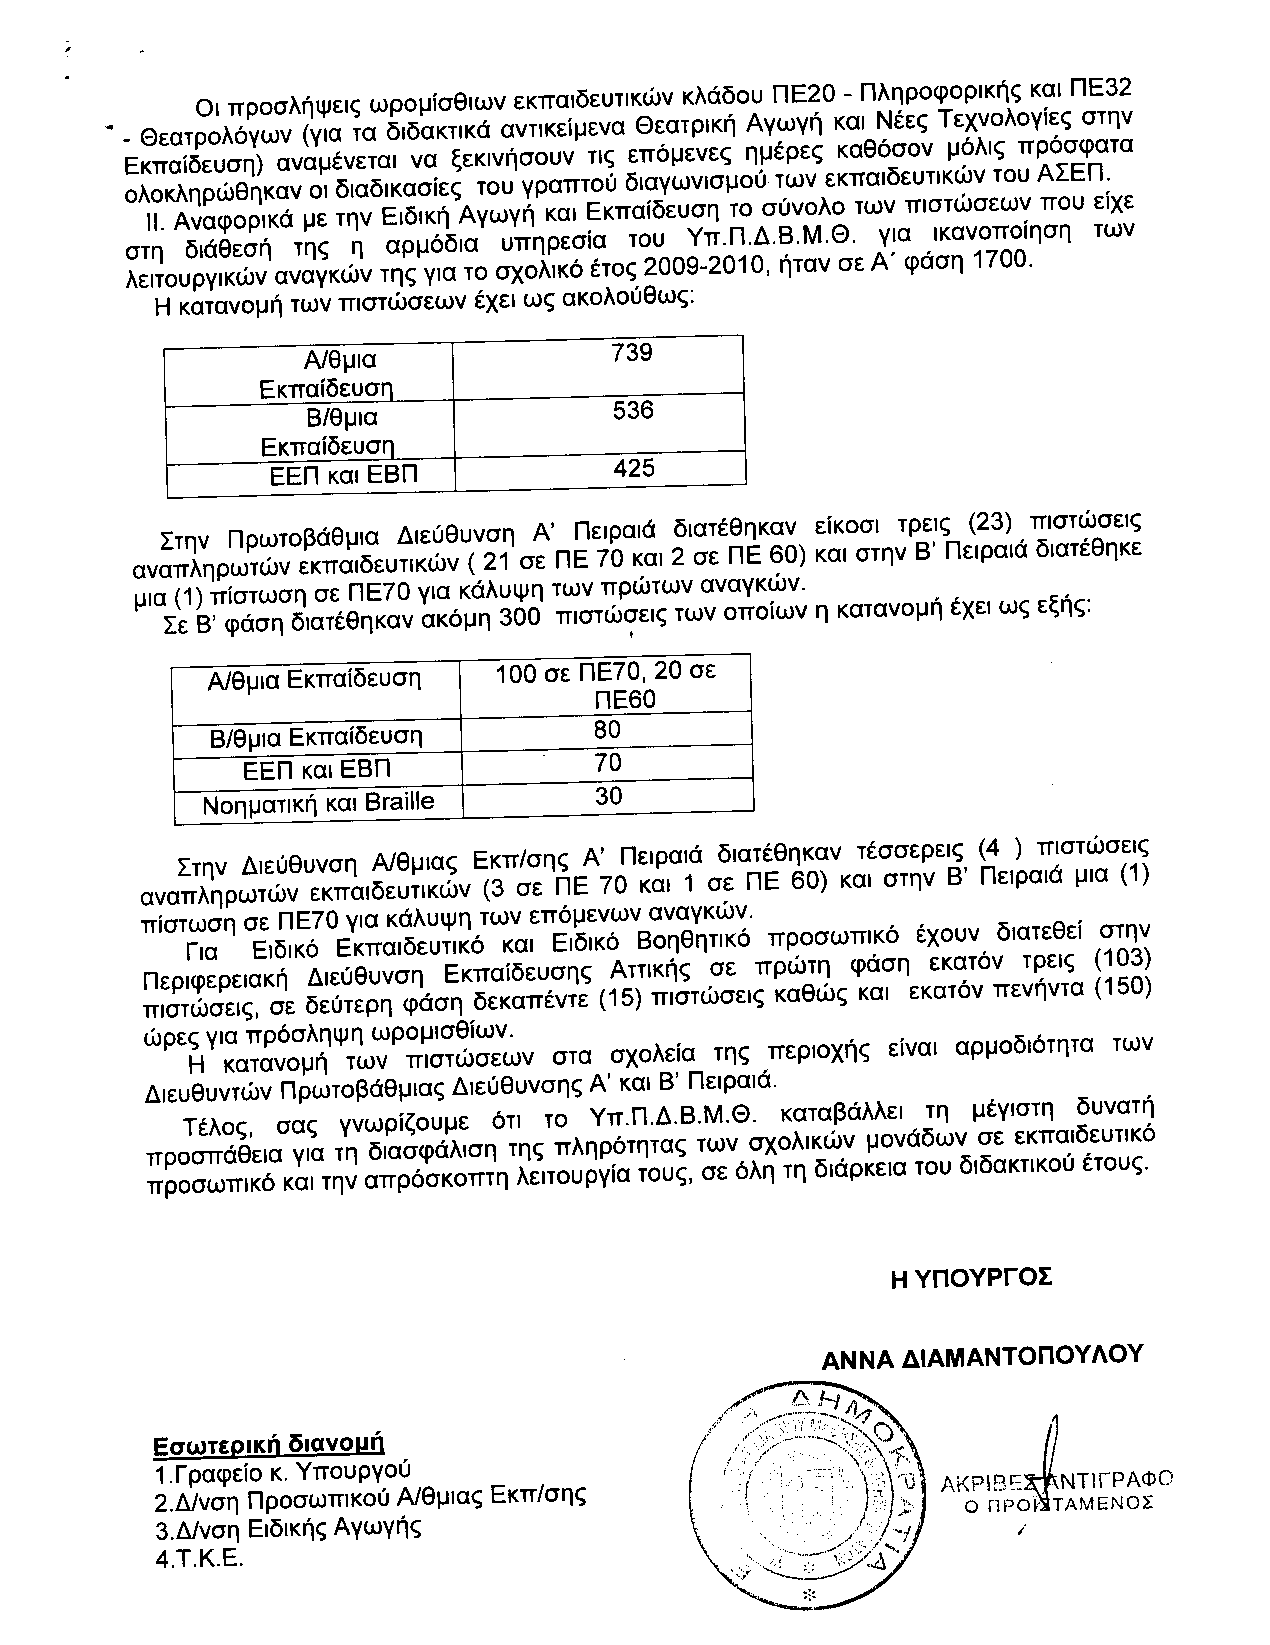 Οι προσλήψεις ωρομίσθιων εκπαιδευτικών κλάδου ΠΕ20 - Πληροφορικής και ΠΕ32
- Θεατρολόγων (για τα διδακτικά αντικείμενα Θεατρική Αγωγή και Νέες Τεχνολογίες στην
Εκπαίδευση) αναμένεται να ξεκινήσουν τις επόμενες ημέρες καθόσον μόλις πρόσφατα
ολοκληρώθηκαν οι διαδικασίες του γραπτού διαγωνισμού των εκπαιδευτικών του ΑΣΕΠ.
ΙΙ. Αναφορικά με την Ειδική Αγωγή και Εκπαίδευση το σύνολο των πιστώσεων που είχε
στη διάθεσή της η αρμόδια υπηρεσία του Υπ.Π.Δ.Β.Μ.Θ. για ικανοποίηση των
λειτουργικών αναγκών της για το σχολικό έτος 2009-2010, ήταν σε Α΄ φάση 1700.
Η κατανομή των πιστώσεων έχει ως ακολούθως:
Α/θμια 739
Εκπαίδευση
Β/θμια 536
Εκπαίδευση
ΕΕΠ και ΕΒΠ 425
Στην Πρωτοβάθμια Διεύθυνση Α' Πειραιά διατέθηκαν είκοσι τρεις (23) πιστώσεις
αναπληρωτών εκπαιδευτικών ( 21 σε ΠΕ 70 και 2 σε ΠΕ 60) και στην Β' Πειραιά διατέθηκε
μια (1) πίστωση σε ΠΕ70 για κάλυψη των πρώτων αναγκών.
Σε Β' φάση διατέθηκαν ακόμη 300 πιστώσεις των οποίων η κατανομή έχει ως εξής:
Α/θμια Εκπαίδευση 100 σε ΠΕ70, 20 σε
ΠΕ60
Β/θμια Εκπαίδευση 80
ΕΕΠ και ΕΒΠ 70
Νοηματική και Braille 30
Στην Διεύθυνση Α/θμιας Εκπ/σης Α' Πειραιά διατέθηκαν τέσσερεις (4 ) πιστώσεις
αναπληρωτών εκπαιδευτικών (3 σε ΠΕ 70 και 1 σε ΠΕ 60) και στην Β' Πειραιά μια (1)
πίστωση σε ΠΕ70 για κάλυψη των επόμενων αναγκών.
Για Ειδικό Εκπαιδευτικό και Ειδικό Βοηθητικό προσωπικό έχουν διατεθεί στην
Περιφερειακή Διεύθυνση Εκπαίδευσης Αττικής σε πρώτη φάση εκατόν τρεις (103)
πιστώσεις, σε δεύτερη φάση δεκαπέντε (15) πιστώσεις καθώς και εκατόν πενήντα (150)
ώρες για πρόσληψη ωρομισθίων.
Η κατανομή των πιστώσεων στα σχολεία της περιοχής είναι αρμοδιότητα των
Διευθυντών Πρωτοβάθμιας Διεύθυνσης Α' και Β' Πειραιά.
Τέλος, σας γνωρίζουμε ότι το Υπ.Π.Δ.Β.Μ.Θ. καταβάλλει τη μέγιστη δυνατή
προσπάθεια για τη διασφάλιση της πληρότητας των σχολικών μονάδων σε εκπαιδευτικό
προσωπικό και την απρόσκοπτη λειτουργία τους, σε όλη τη διάρκεια του διδακτικού έτους.
Η ΥΠΟΥΡΓΟΣ
ΑΝΝΑ ΔΙΑΜΑΝΤΟΠΟΥΛΟΥ
Εσωτερική διανομή
1.Γραφείο κ. Υπουργού
2.Δ/νση Προσωπικού Α/θμιας Εκπ/σης
3.Δ/νση Ειδικής Αγωγής
4.Τ.Κ.Ε.
ΔΗΜΟΚΡΑΤΙΑ
ΑΚΡΙΒΕΣ ΑΝΤΙΓΡΑΦΟ
Ο ΠΡΟΙΣΤΑΜΕΝΟΣ